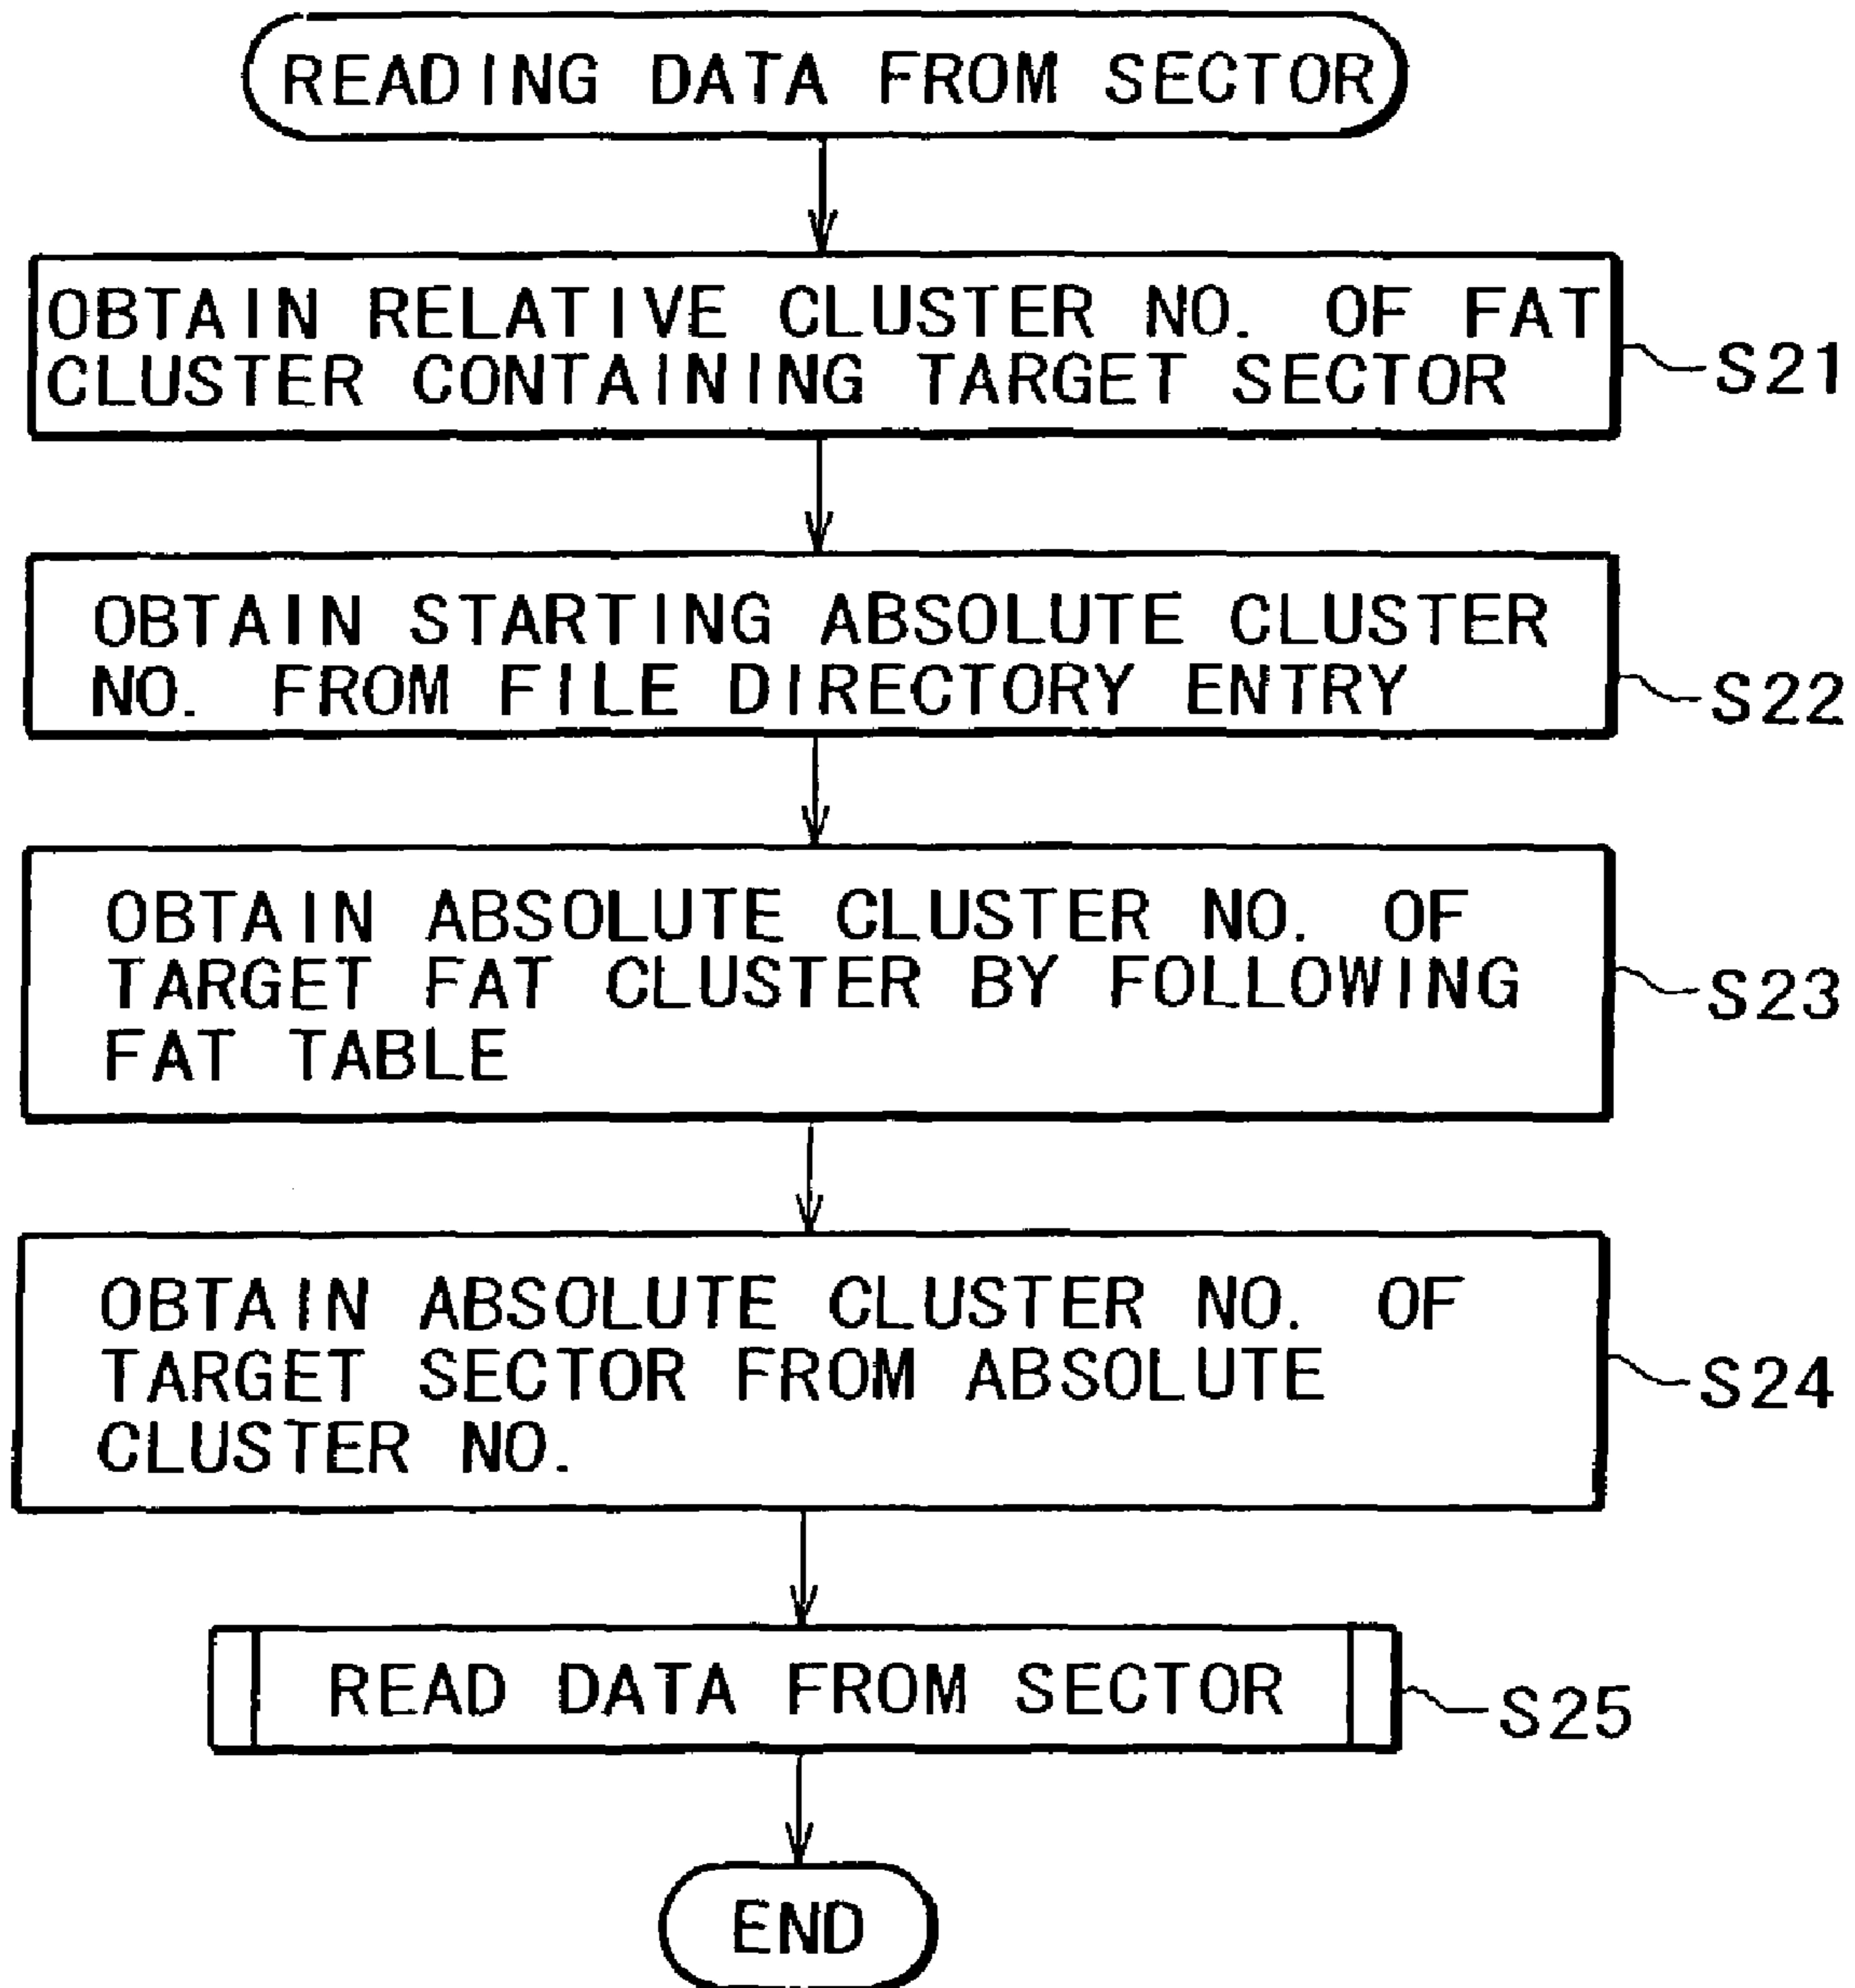 READING DATA FROM SECTOR
OBTAIN RELATIVE CLUSTER NO. OF FAT
CLUSTER CONTAINING TARGET SECTOR
S21
OBTAIN STARTING ABSOLUTE CLUSTER
NO. FROM FILE DIRECTORY ENTRY
S22
OBTAIN ABSOLUTE CLUSTER NO. OF
TARGET FAT CLUSTER BY FOLLOWING
FAT TABLE
S23
OBTAIN ABSOLUTE CLUSTER NO. OF
TARGET SECTOR FROM ABSOLUTE
CLUSTER NO.
S24
READ DATA FROM SECTOR
S25
END